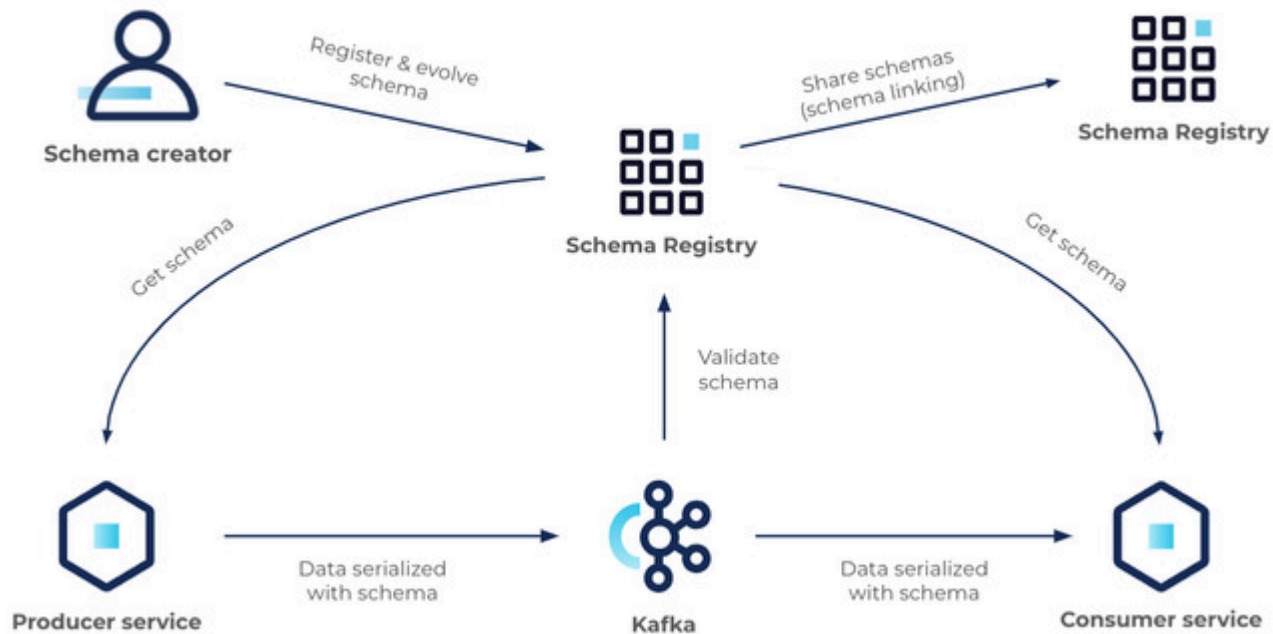 Register & evolve
schema
Share schemas
(schema linking)
Schema creator
Schema Registry
Schema Registry
Get schema
Get schema
Validate
schema
Data serialized
with schema
Data serialized
with schema
Producer service
Kafka
Consumer service